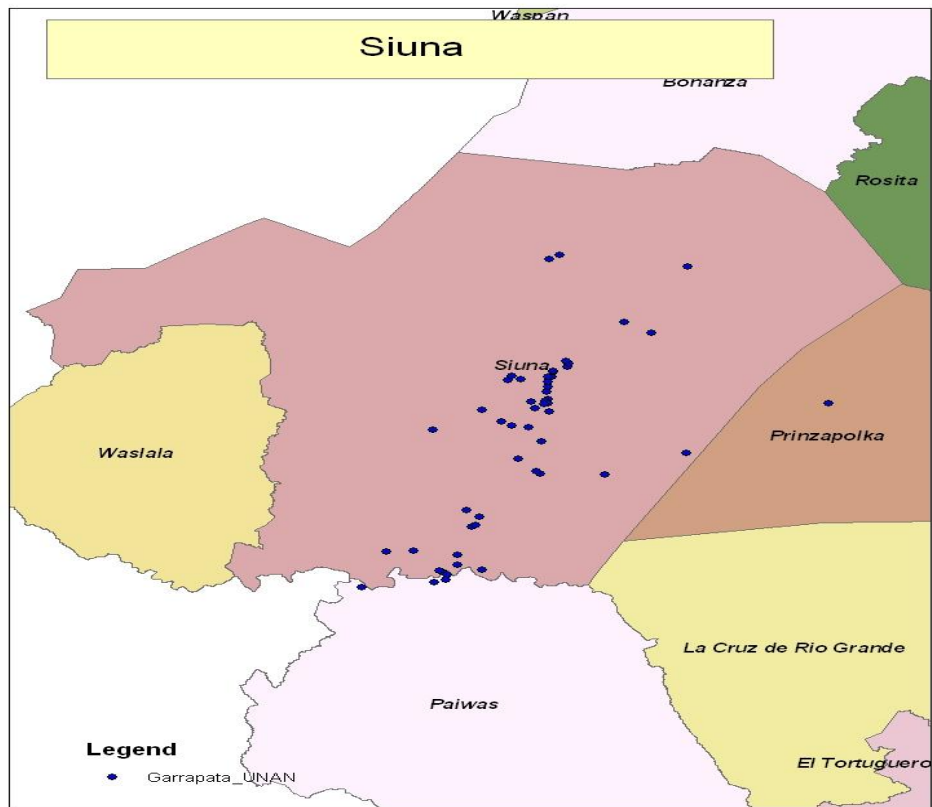 Waspan
Siuna
Bonanza
Rosita
Siuna
Prinzapolka
Waslala
La Cruz de Rio Grande
Paiwas
Legend
El Tortuguero
Garrapata_UNAN